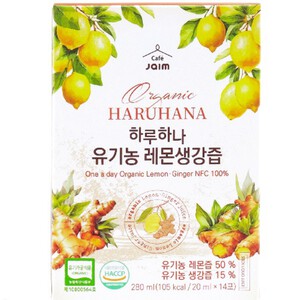 Café
Jaim
Organic
HARUHANA
하루하나
유기농 레몬생강즙
One a day Organic Lemon·Ginger NFC 100%
HACCP
유기농 레몬즙 50 %
유기농 생강즙 15 %
280 ml (105 kcal / 20 ml × 14포)